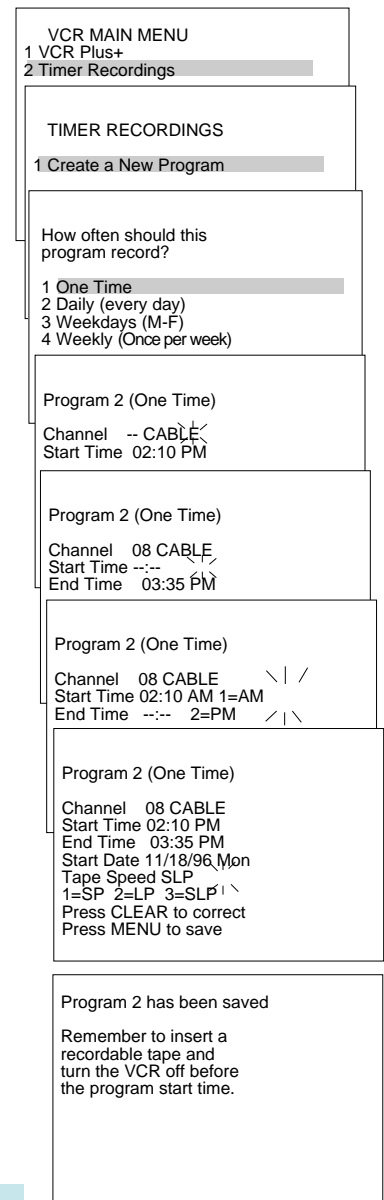 VCR MAIN MENU
1 VCR Plus+
2 Timer Recordings
TIMER RECORDINGS
1 Create a New Program
How often should this
program record?
1 One Time
2 Daily (every day)
3 Weekdays (M-F)
4 Weekly (Once per week)
Program 2 (One Time)
Channel -- CABLE
Start Time 02:10 PM
Program 2 (One Time)
Channel 08 CABLE
Start Time --:--
End Time 03:35 PM
Program 2 (One Time)
Channel 08 CABLE
Start Time 02:10 AM 1=AM
End Time --:-- 2=PM
Program 2 (One Time)
Channel 08 CABLE
Start Time 02:10 PM
End Time 03:35 PM
Start Date 11/18/96 Mon
Tape Speed SLP
1=SP 2=LP 3=SLP
Press CLEAR to correct
Press MENU to save
Program 2 has been saved
Remember to insert a
recordable tape and
turn the VCR off before
the program start time.